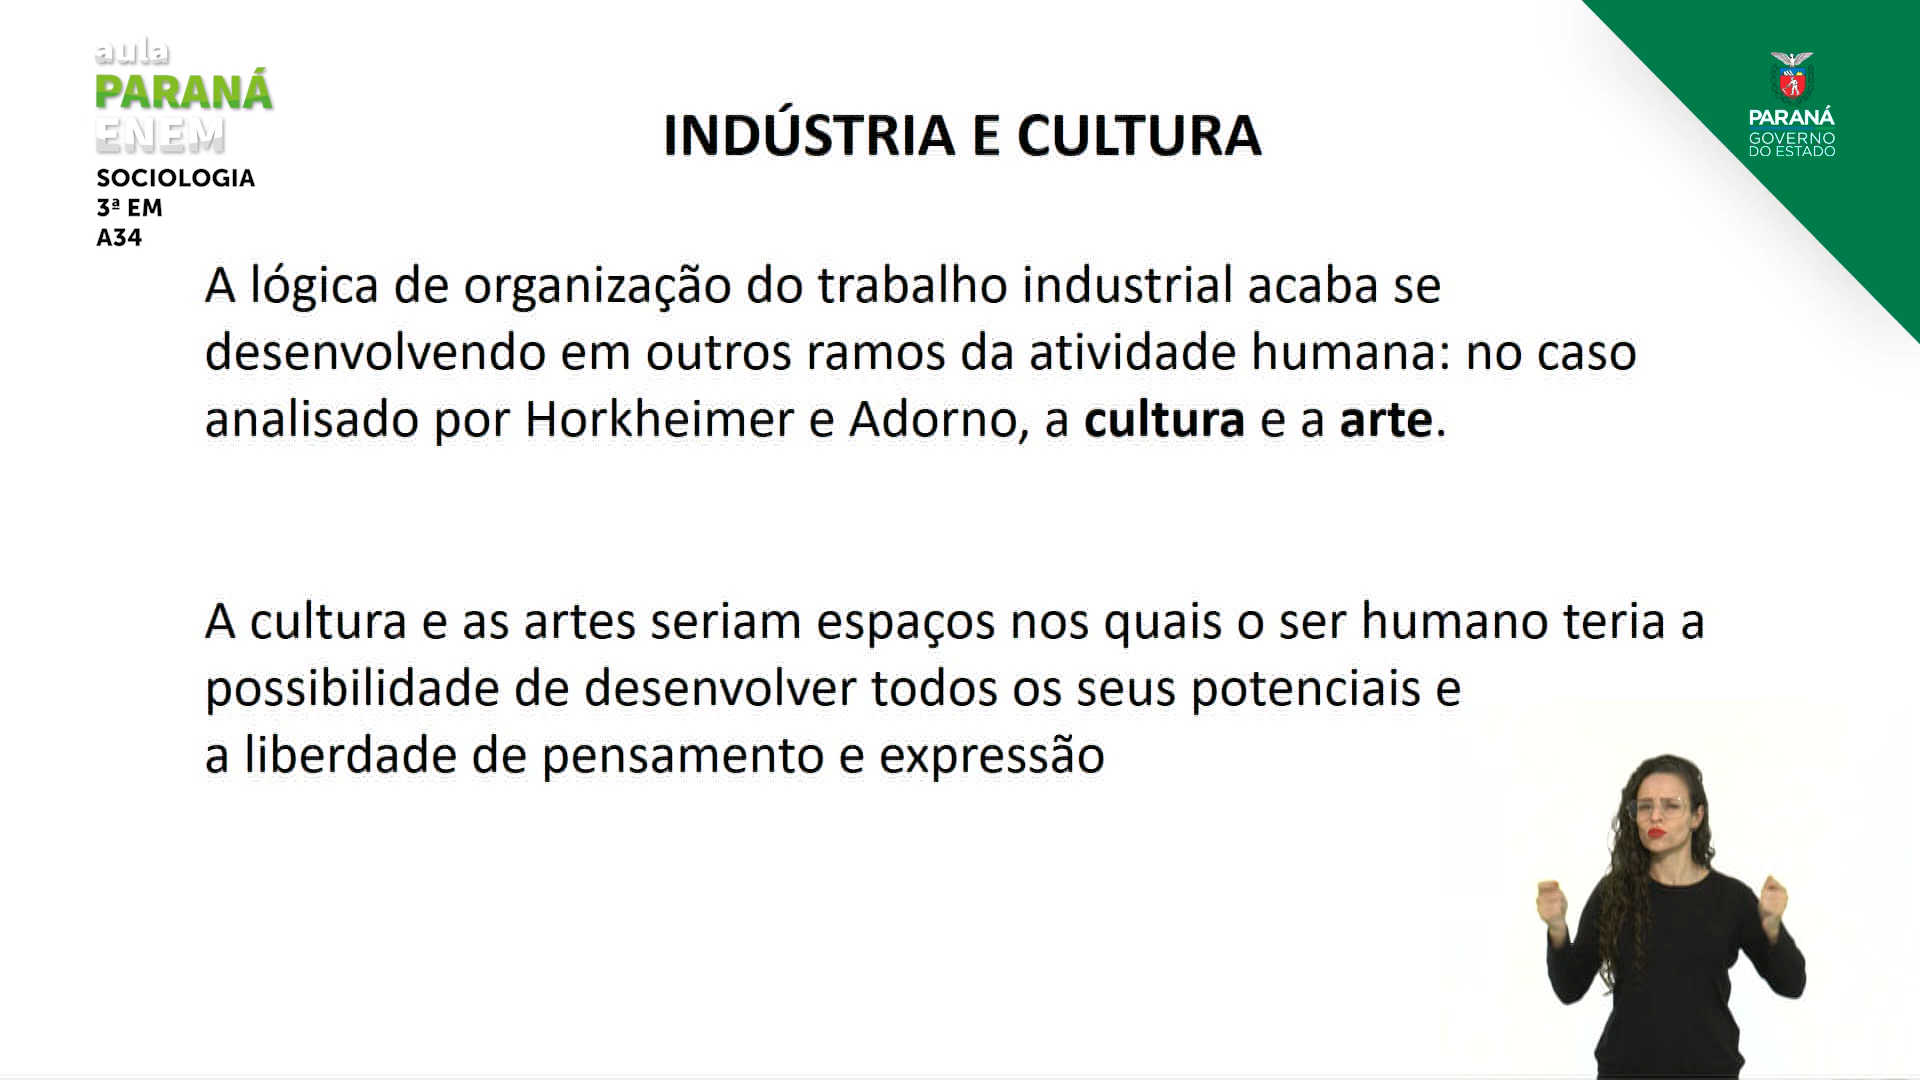 aula
PARANÁ
ENEM
SOCIOLOGIA
3ª EM
A34
INDÚSTRIA E CULTURA
PARANÁ
GOVERNO
DO ESTADO
A lógica de organização do trabalho industrial acaba se
desenvolvendo em outros ramos da atividade humana: no caso
analisado por Horkheimer e Adorno, a cultura e a arte.
A cultura e as artes seriam espaços nos quais o ser humano teria a
possibilidade de desenvolver todos os seus potenciais e
a liberdade de pensamento e expressão